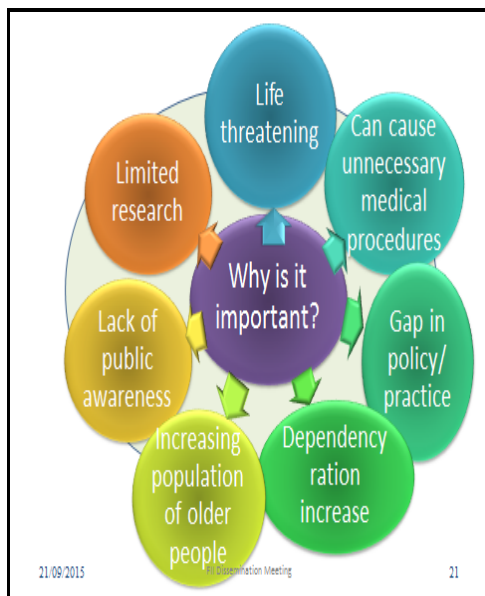 Life
threatening
Can cause
unnecessary
medical
procedures
Gap in
policy/
practice
Dependency
ration
increase
Increasing
population
of older
people
Lack of
public
awareness
Limited
research
Why is it
important?
21/09/2015
FII Dissemination Meeting
21